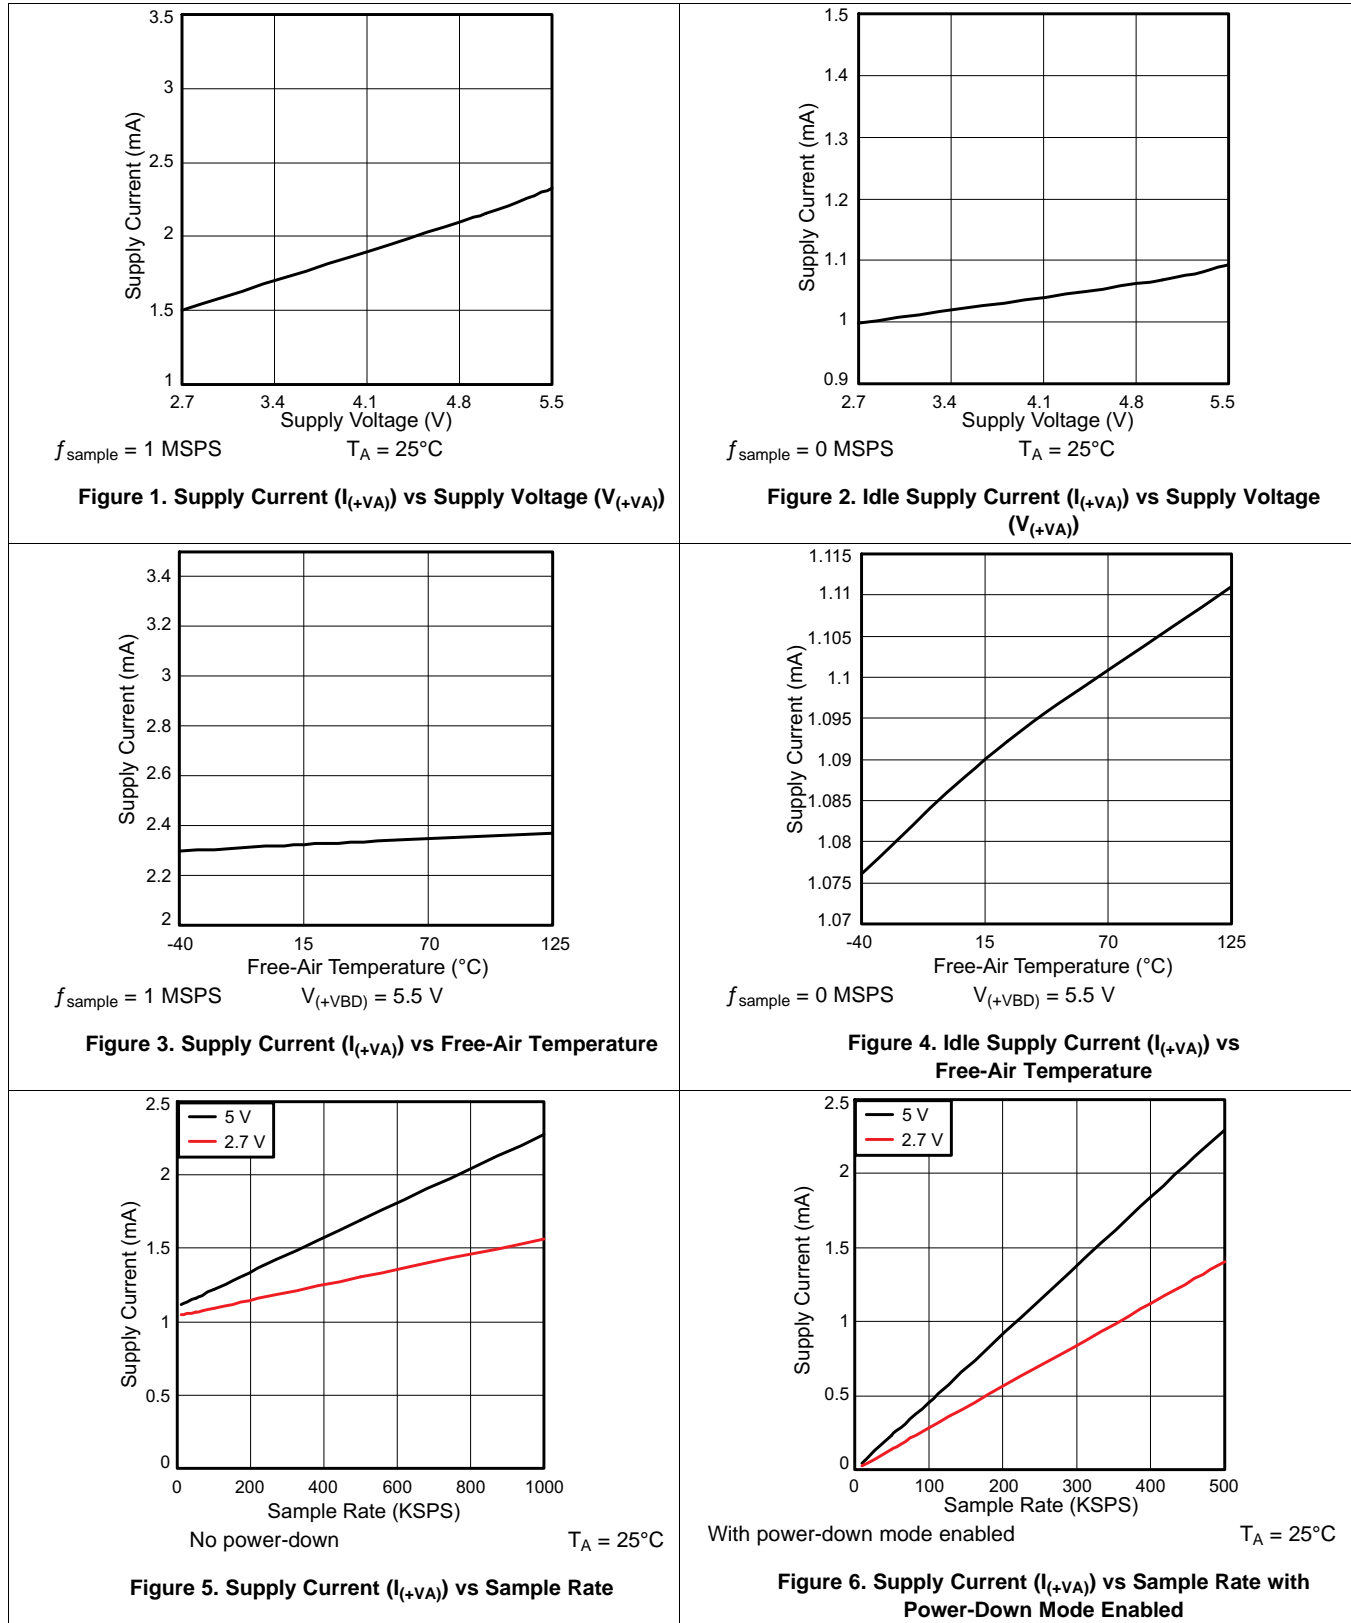 3.5
3
2.5
2
1.5
1
Supply Current (mA)
2.7 3.4 4.1 4.8 5.5
Supply Voltage (V)
ƒsample = 1 MSPS TA = 25°C
Figure 1. Supply Current (I(+VA)) vs Supply Voltage (V(+VA))
1.5
1.4
1.3
1.2
1.1
1
0.9
Supply Current (mA)
2.7 3.4 4.1 4.8 5.5
Supply Voltage (V)
ƒsample = 0 MSPS TA = 25°C
Figure 2. Idle Supply Current (I(+VA)) vs Supply Voltage
(V(+VA))
3.4
3.2
3
2.8
2.6
2.4
2.2
2
Supply Current (mA)
-40 15 70 125
Free-Air Temperature (°C)
ƒsample = 1 MSPS V(+VBD) = 5.5 V
Figure 3. Supply Current (I(+VA)) vs Free-Air Temperature
1.115
1.11
1.105
1.1
1.095
1.09
1.085
1.08
1.075
1.07
Supply Current (mA)
-40 15 70 125
Free-Air Temperature (°C)
ƒsample = 0 MSPS V(+VBD) = 5.5 V
Figure 4. Idle Supply Current (I(+VA)) vs
Free-Air Temperature
2.5
2
1.5
1
0.5
0
Supply Current (mA)
5 V
2.7 V
0 200 400 600 800 1000
Sample Rate (KSPS)
No power-down TA = 25°C
Figure 5. Supply Current (I(+VA)) vs Sample Rate
2.5
2
1.5
1
0.5
0
Supply Current (mA)
5 V
2.7 V
0 100 200 300 400 500
Sample Rate (KSPS)
With power-down mode enabled TA = 25°C
Figure 6. Supply Current (I(+VA)) vs Sample Rate with
Power-Down Mode Enabled